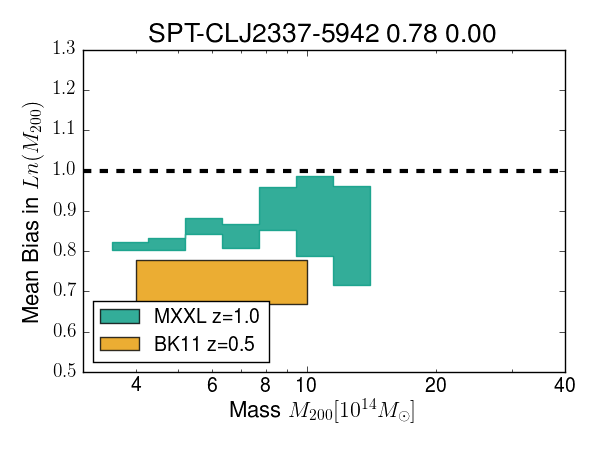 SPT-CLJ2337-5942 0.78 0.00
1.3
1.2
1.1
1.0
0.9
0.8
0.7
0.6
0.5
Mean Bias in Ln(M₂₀₀)
MXXL z=1.0
BK11 z=0.5
4 6 8 10 20 40
Mass M₂₀₀[10¹⁴M☉]